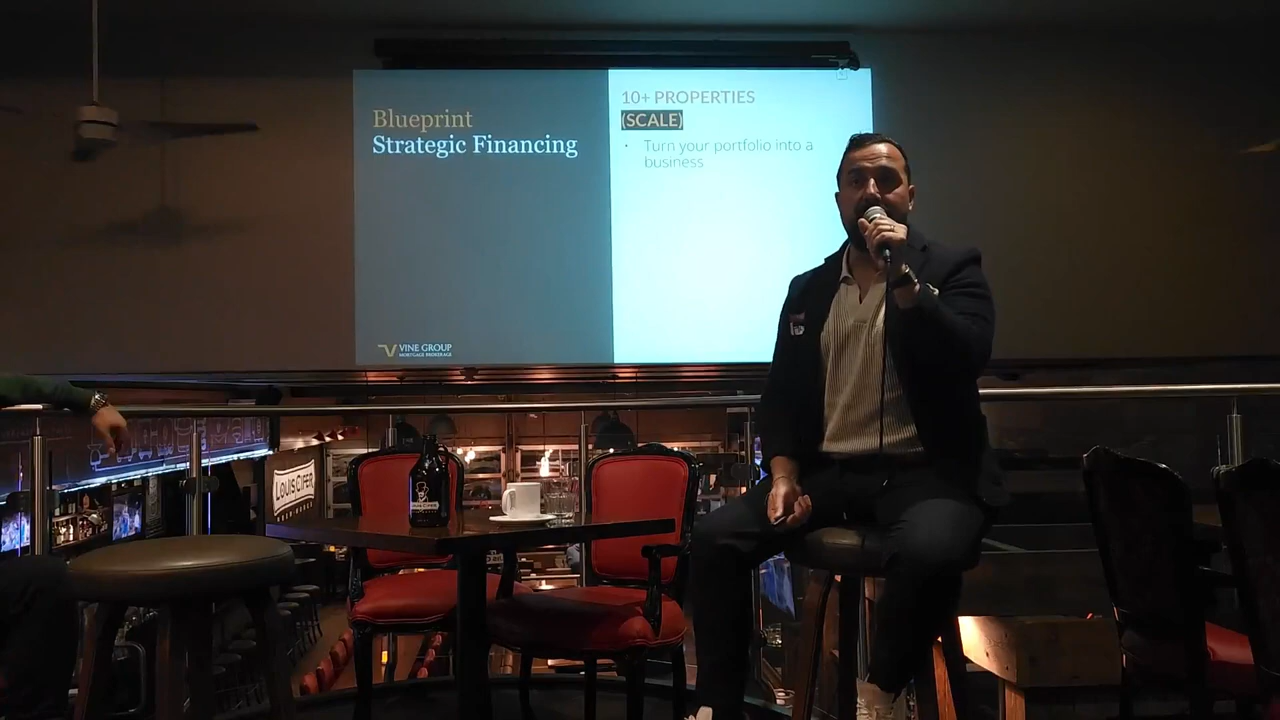 Blueprint
Strategic Financing
10+ PROPERTIES
(SCALE)
• Turn your portfolio into a
business
VINE GROUP
MORTGAGE BROKERAGE
LOUIS CIFER